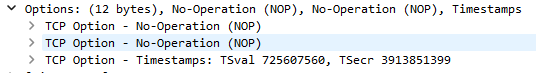 Options: (12 bytes), No-Operation (NOP), No-Operation (NOP), Timestamps
TCP Option - No-Operation (NOP)
TCP Option - No-Operation (NOP)
TCP Option - Timestamps: TSval 725607560, TSecr 3913851399